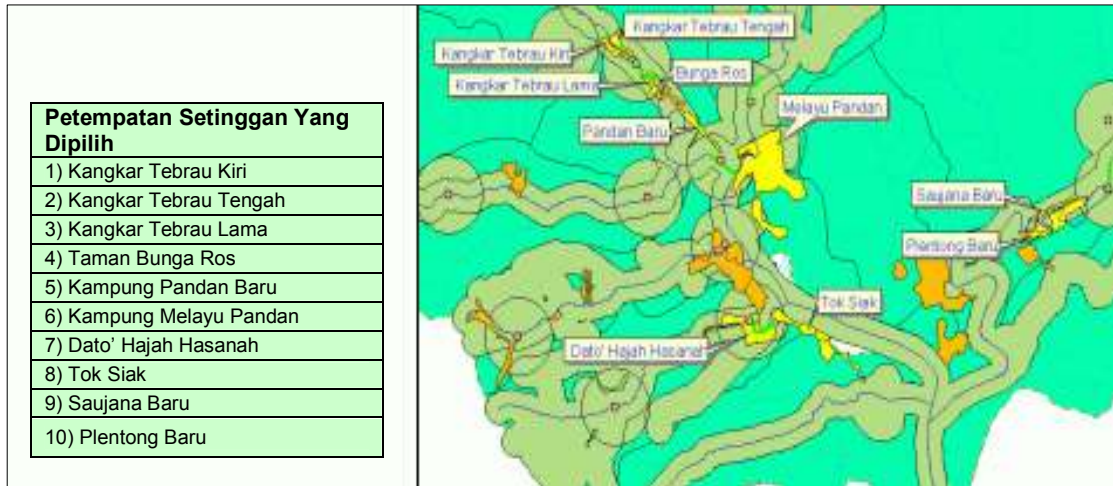 Petempatan Setinggan Yang
Dipilih
1) Kangkar Tebrau Kiri
2) Kangkar Tebrau Tengah
3) Kangkar Tebrau Lama
4) Taman Bunga Ros
5) Kampung Pandan Baru
6) Kampung Melayu Pandan
7) Dato' Hajah Hasanah
8) Tok Siak
9) Saujana Baru
10) Plentong Baru
Kangkar Tebrau Tengah
Kangkar Tebrau Kiri
Bunga Ros
Kangkar Tebrau Lama
Melayu Pandan
Pandan Baru
Saujana Baru
Plentong Baru
Tok Siak
Dato' Hajah Hasanah